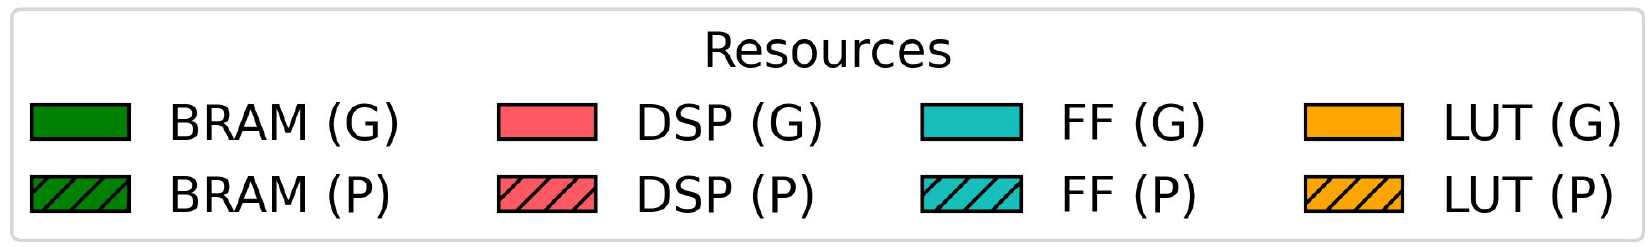 Resources
BRAM (G) DSP (G) FF (G) LUT (G)
BRAM (P) DSP (P) FF (P) LUT (P)